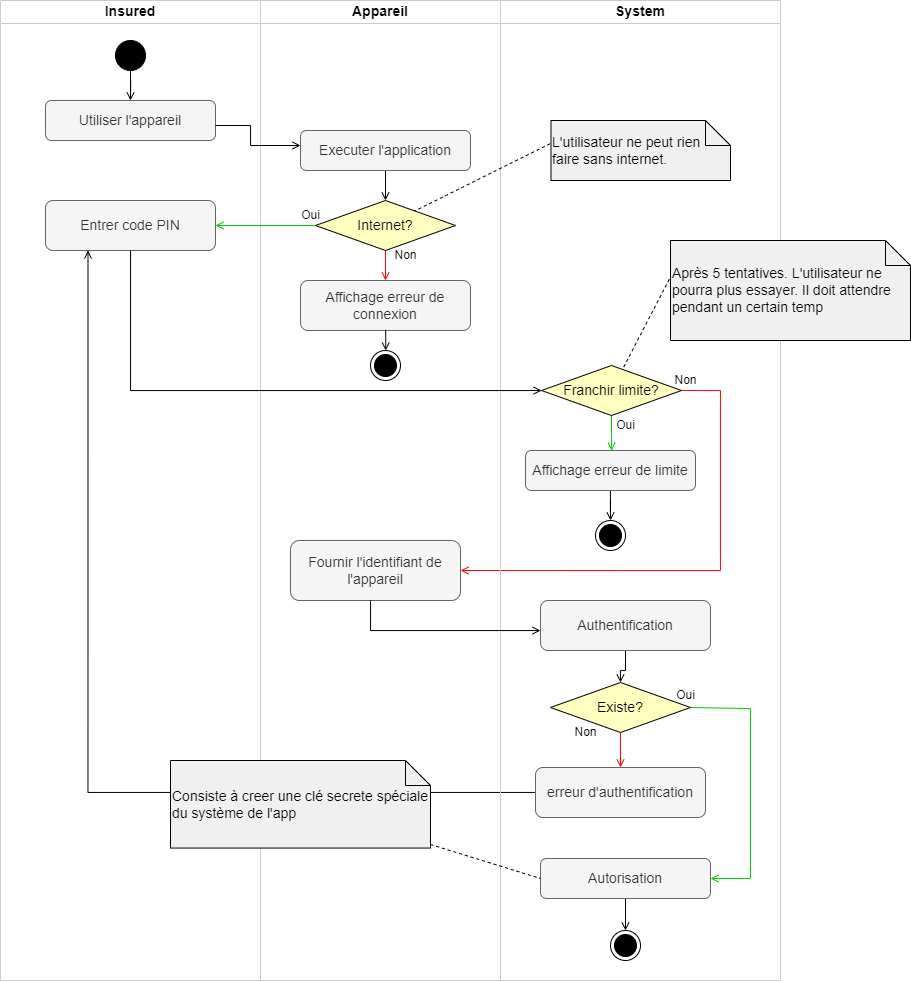 Insured
Appareil
System
Utiliser l'appareil
Executer l'application
L'utilisateur ne peut rien
faire sans internet.
Oui
Internet?
Entrer code PIN
Non
Affichage erreur de
connexion
Après 5 tentatives. L'utilisateur ne
pourra plus essayer. Il doit attendre
pendant un certain temp
Franchir limite?
Non
Oui
Affichage erreur de limite
Fournir l'identifiant de
l'appareil
Authentification
Existe?
Oui
Non
erreur d'authentification
Consiste à creer une clé secrete spéciale
du système de l'app
Autorisation